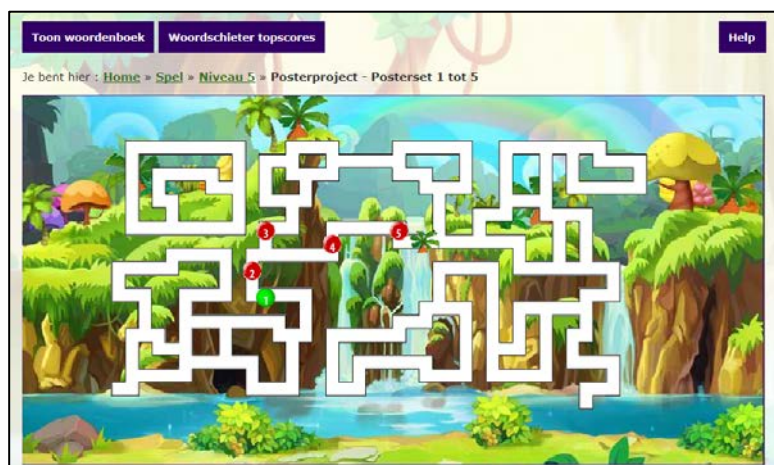 Toon woordenboek Woordschieter topscores Help
Je bent hier : Home » Spel » Niveau 5 » Posterproject - Posterset 1 tot 5
3
5
4
2
1